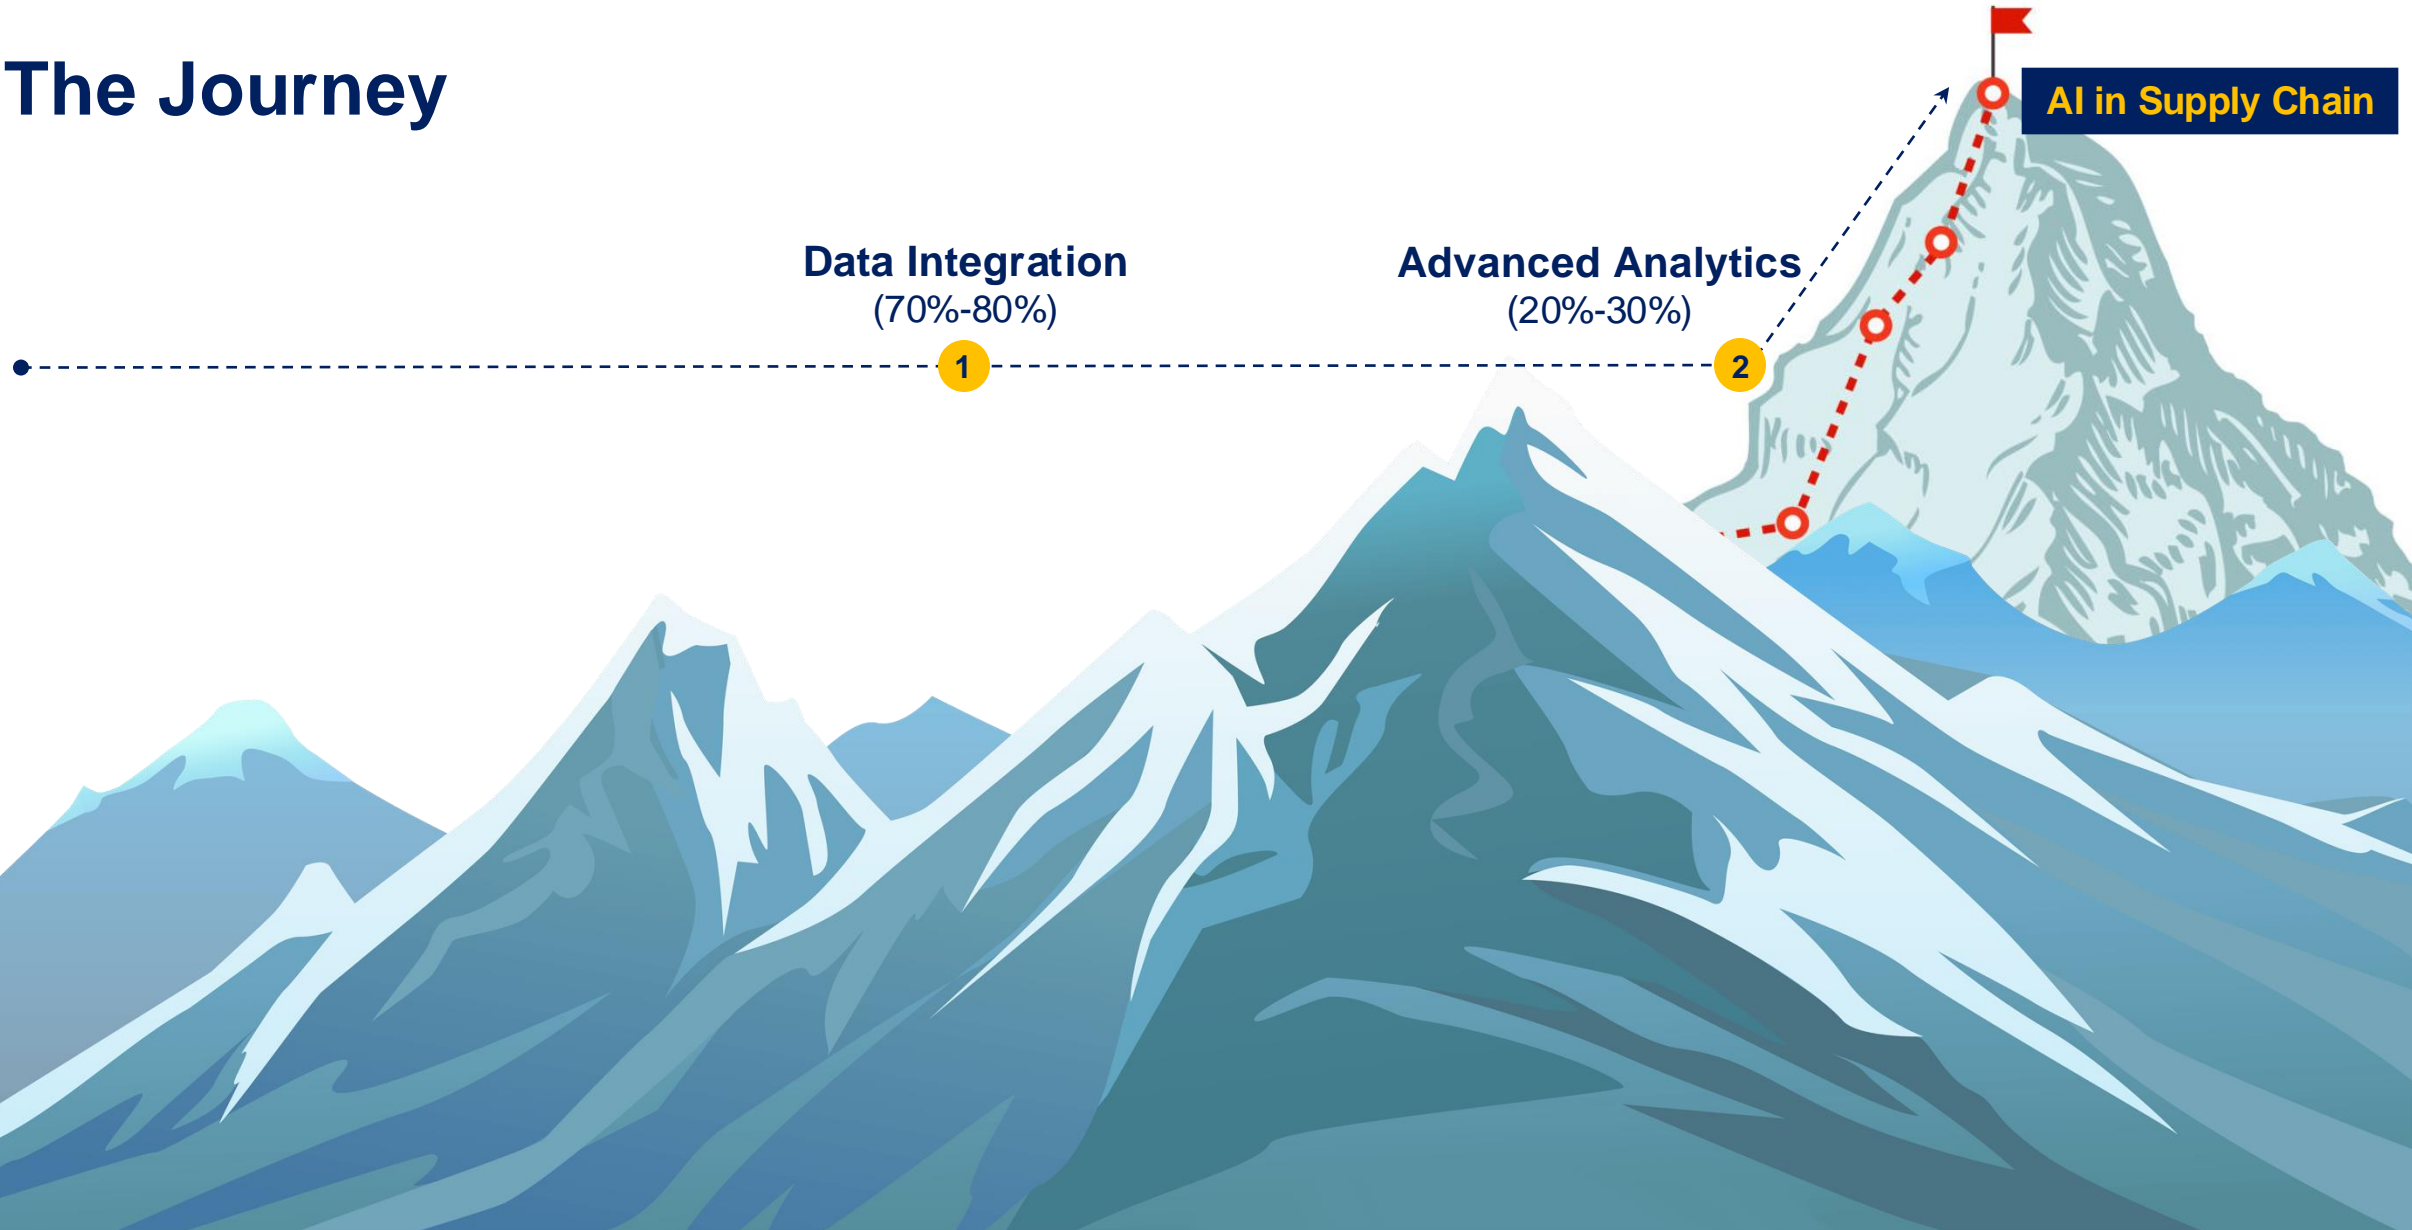 The Journey
AI in Supply Chain
Data Integration
(70%-80%)
Advanced Analytics
(20%-30%)
1
2